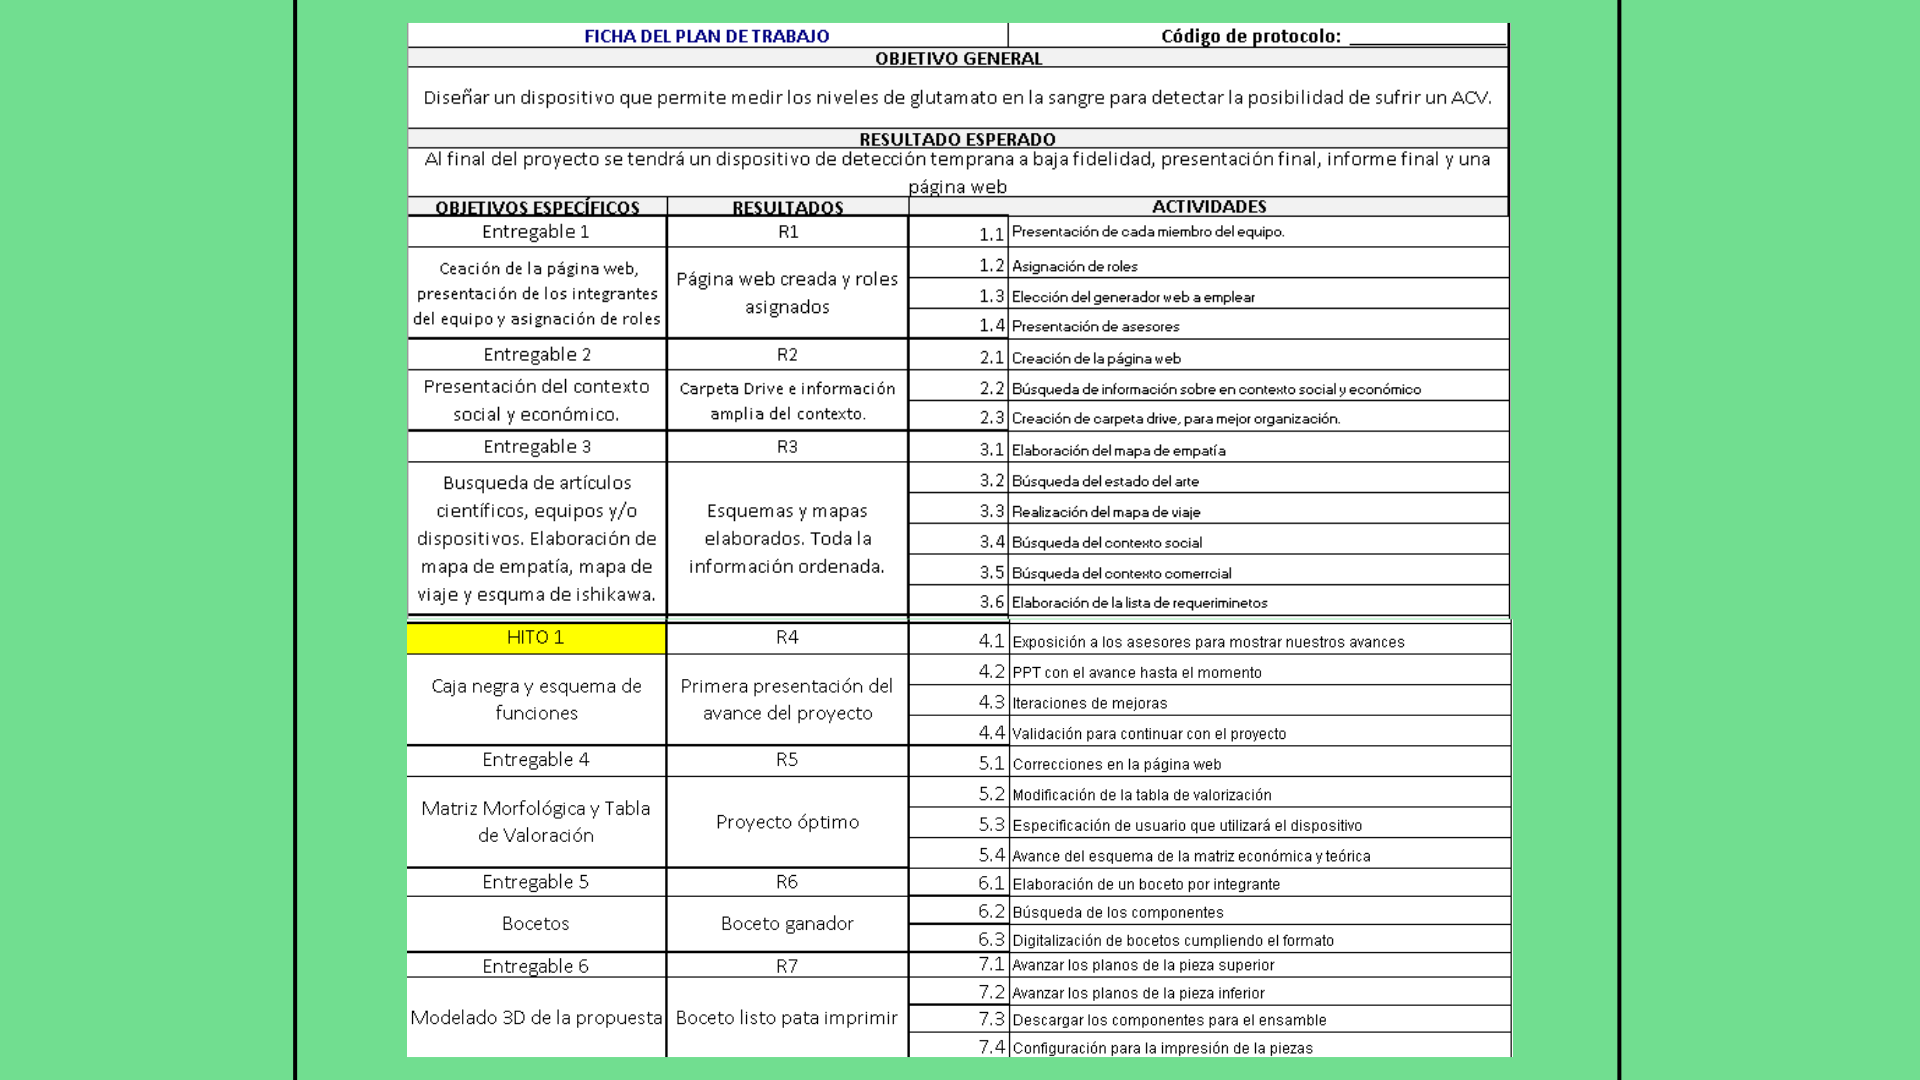 FICHA DEL PLAN DE TRABAJO
Código de protocolo: _______________
OBJETIVO GENERAL
Diseñar un dispositivo que permite medir los niveles de glutamato en la sangre para detectar la posibilidad de sufrir un ACV.
RESULTADO ESPERADO
Al final del proyecto se tendrá un dispositivo de detección temprana a baja fidelidad, presentación final, informe final y una
página web
OBJETIVOS ESPECÍFICOS
RESULTADOS
ACTIVIDADES
Entregable 1
R1
1.1 Presentación de cada miembro del equipo.
Ceación de la página web,
presentación de los integrantes
del equipo y asignación de roles
Página web creada y roles
asignados
1.2 Asignación de roles
1.3 Elección del generador web a emplear
1.4 Presentación de asesores
Entregable 2
R2
2.1 Creación de la página web
Presentación del contexto
social y económico.
Carpeta Drive e información
amplia del contexto.
2.2 Búsqueda de información sobre en contexto social y económico
2.3 Creación de carpeta drive, para mejor organización.
Entregable 3
R3
3.1 Elaboración del mapa de empatía
Busqueda de artículos
científicos, equipos y/o
dispositivos. Elaboración de
mapa de empatía, mapa de
viaje y esquma de ishikawa.
Esquemas y mapas
elaborados. Toda la
información ordenada.
3.2 Búsqueda del estado del arte
3.3 Realización del mapa de viaje
3.4 Búsqueda del contexto social
3.5 Búsqueda del contexto comerrcial
3.6 Elaboración de la lista de requeriminetos
HITO 1
R4
4.1 Exposición a los asesores para mostrar nuestros avances
Caja negra y esquema de
funciones
Primera presentación del
avance del proyecto
4.2 PPT con el avance hasta el momento
4.3 Iteraciones de mejoras
4.4 Validación para continuar con el proyecto
Entregable 4
R5
5.1 Correcciones en la página web
Matriz Morfológica y Tabla
de Valoración
Proyecto óptimo
5.2 Modificación de la tabla de valorización
5.3 Especificación de usuario que utilizará el dispositivo
5.4 Avance del esquema de la matriz económica y teórica
Entregable 5
R6
6.1 Elaboración de un boceto por integrante
Bocetos
Boceto ganador
6.2 Búsqueda de los componentes
6.3 Digitalización de bocetos cumpliendo el formato
Entregable 6
R7
7.1 Avanzar los planos de la pieza superior
Modelado 3D de la propuesta
Boceto listo pata imprimir
7.2 Avanzar los planos de la pieza inferior
7.3 Descargar los componentes para el ensamble
7.4 Configuración para la impresión de la piezas